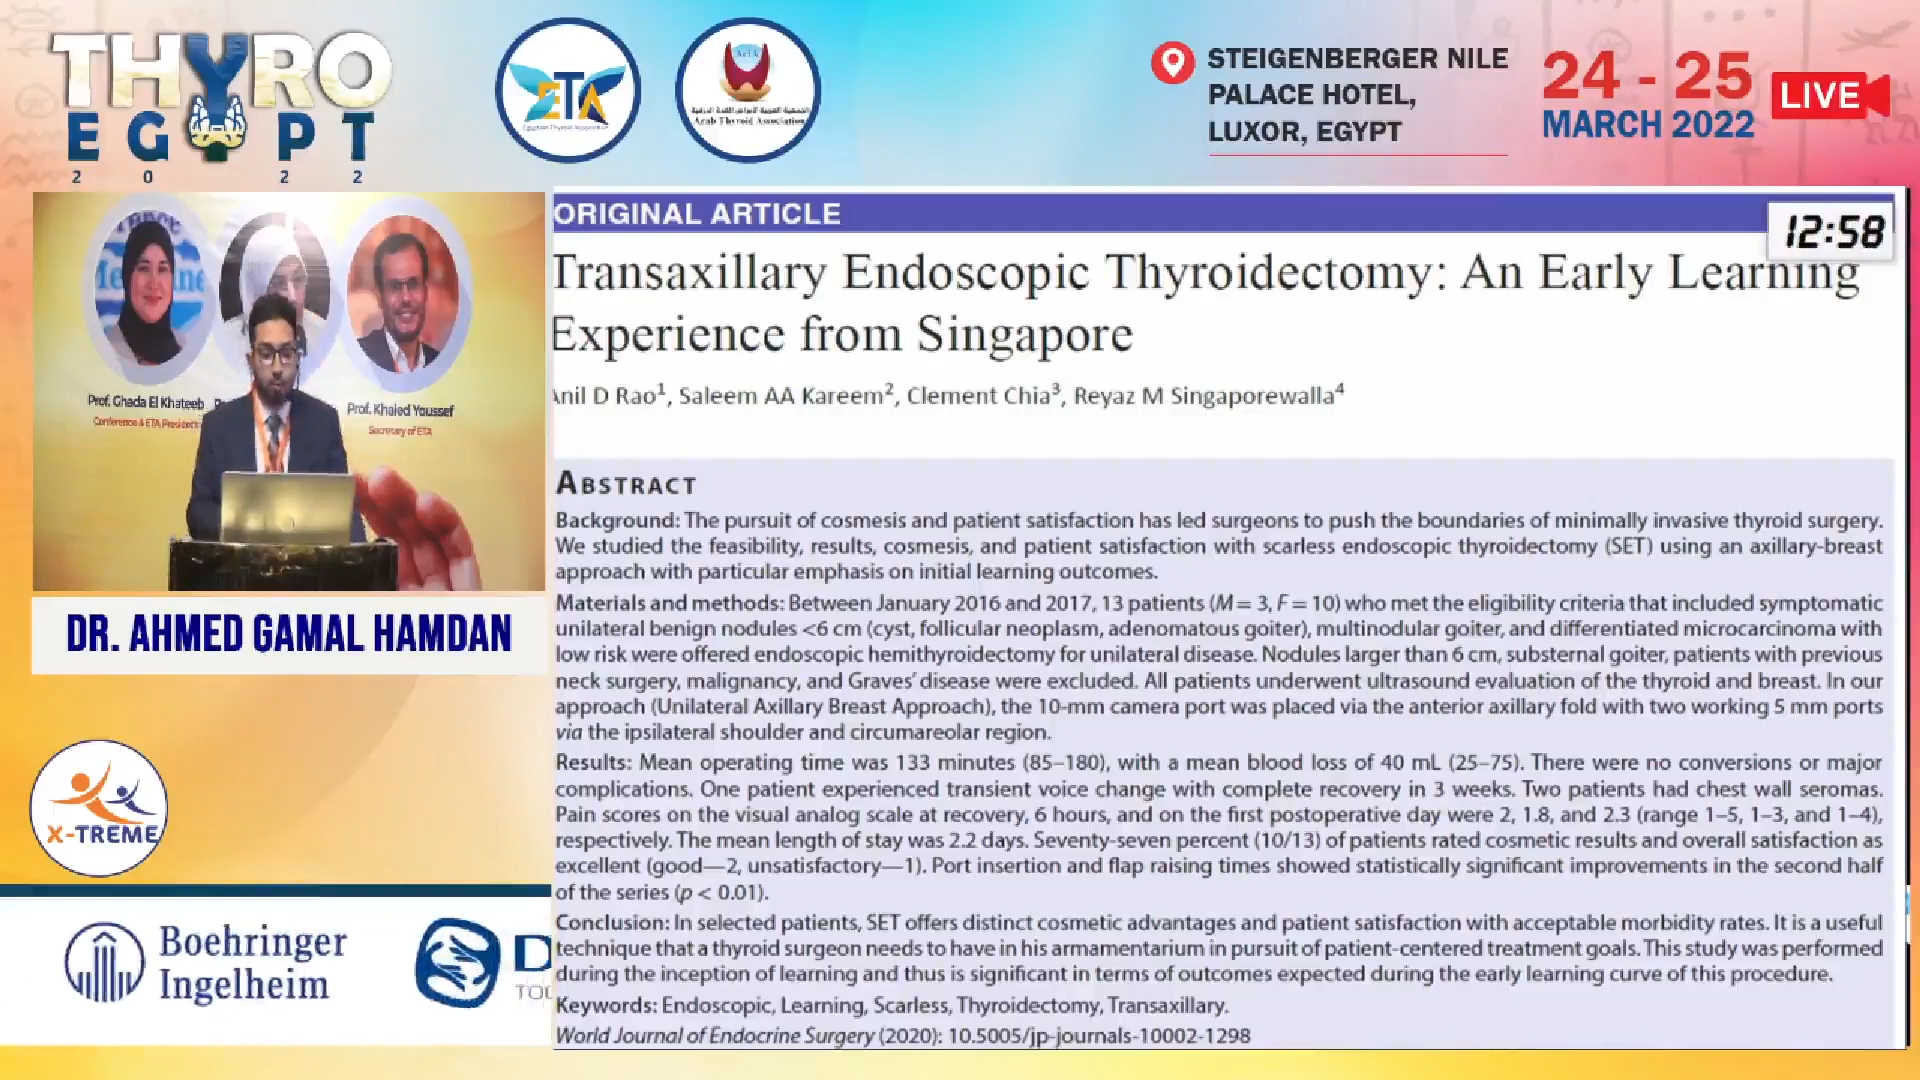 THYRO
EGYPT
2 0 2 2
ETA
Egyptian Thyroid Association
Arab Thyroid Association
STEIGENBERGER NILE
PALACE HOTEL,
LUXOR, EGYPT
24 - 25
MARCH 2022
LIVE
Prof. Ghada El Khateeb
Conference & ETA President
Prof. Khaled Youssef
Secretary of ETA
DR. AHMED GAMAL HAMDAN
X-TREME
Boehringer
Ingelheim
ORIGINAL ARTICLE
12:58
Transaxillary Endoscopic Thyroidectomy: An Early Learning
Experience from Singapore
Anil D Rao1, Saleem AA Kareem2, Clement Chia3, Reyaz M Singaporewalla4
ABSTRACT
Background: The pursuit of cosmesis and patient satisfaction has led surgeons to push the boundaries of minimally invasive thyroid surgery.
We studied the feasibility, results, cosmesis, and patient satisfaction with scarless endoscopic thyroidectomy (SET) using an axillary-breast
approach with particular emphasis on initial learning outcomes.
Materials and methods: Between January 2016 and 2017, 13 patients (M = 3, F = 10) who met the eligibility criteria that included symptomatic
unilateral benign nodules <6 cm (cyst, follicular neoplasm, adenomatous goiter), multinodular goiter, and differentiated microcarcinoma with
low risk were offered endoscopic hemithyroidectomy for unilateral disease. Nodules larger than 6 cm, substernal goiter, patients with previous
neck surgery, malignancy, and Graves' disease were excluded. All patients underwent ultrasound evaluation of the thyroid and breast. In our
approach (Unilateral Axillary Breast Approach), the 10-mm camera port was placed via the anterior axillary fold with two working 5 mm ports
via the ipsilateral shoulder and circumareolar region.
Results: Mean operating time was 133 minutes (85–180), with a mean blood loss of 40 mL (25–75). There were no conversions or major
complications. One patient experienced transient voice change with complete recovery in 3 weeks. Two patients had chest wall seromas.
Pain scores on the visual analog scale at recovery, 6 hours, and on the first postoperative day were 2, 1.8, and 2.3 (range 1–5, 1–3, and 1–4),
respectively. The mean length of stay was 2.2 days. Seventy-seven percent (10/13) of patients rated cosmetic results and overall satisfaction as
excellent (good—2, unsatisfactory—1). Port insertion and flap raising times showed statistically significant improvements in the second half
of the series (p < 0.01).
Conclusion: In selected patients, SET offers distinct cosmetic advantages and patient satisfaction with acceptable morbidity rates. It is a useful
technique that a thyroid surgeon needs to have in his armamentarium in pursuit of patient-centered treatment goals. This study was performed
during the inception of learning and thus is significant in terms of outcomes expected during the early learning curve of this procedure.
Keywords: Endoscopic, Learning, Scarless, Thyroidectomy, Transaxillary.
World Journal of Endocrine Surgery (2020): 10.5005/jp-journals-10002-1298